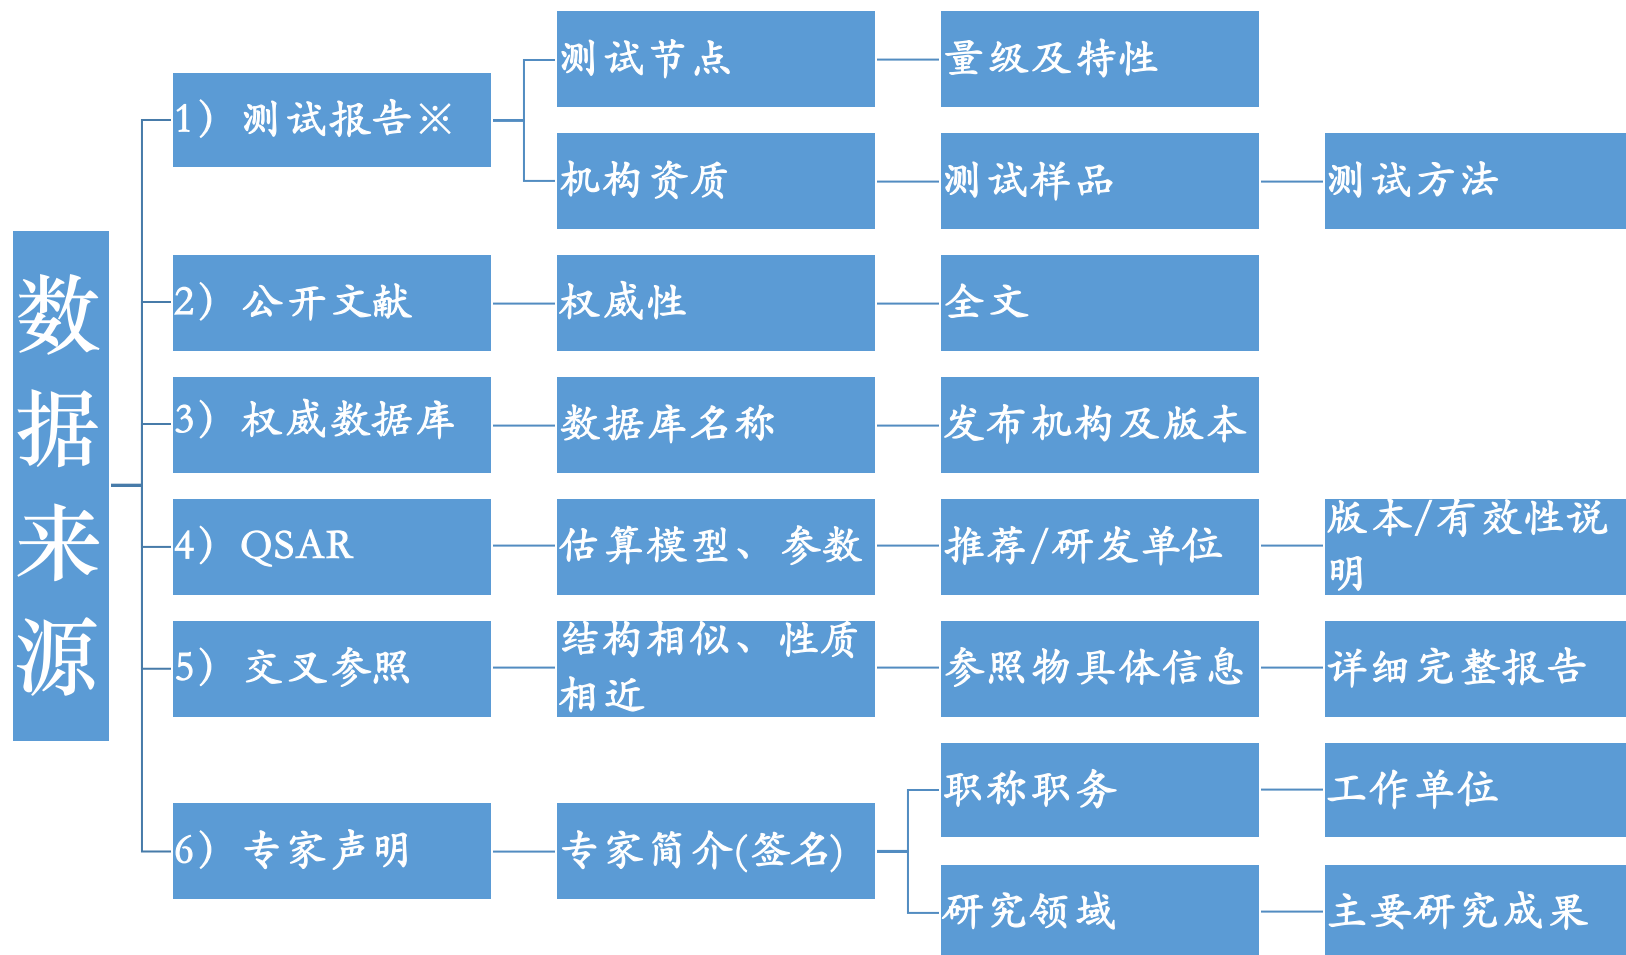 数据来源
1）测试报告※
测试节点
量级及特性
机构资质
测试样品
测试方法
2）公开文献
权威性
全文
3）权威数据库
数据库名称
发布机构及版本
4）QSAR
估算模型、参数
推荐/研发单位
版本/有效性说
明
5）交叉参照
结构相似、性质
相近
参照物具体信息
详细完整报告
6）专家声明
专家简介(签名)
职称职务
工作单位
研究领域
主要研究成果